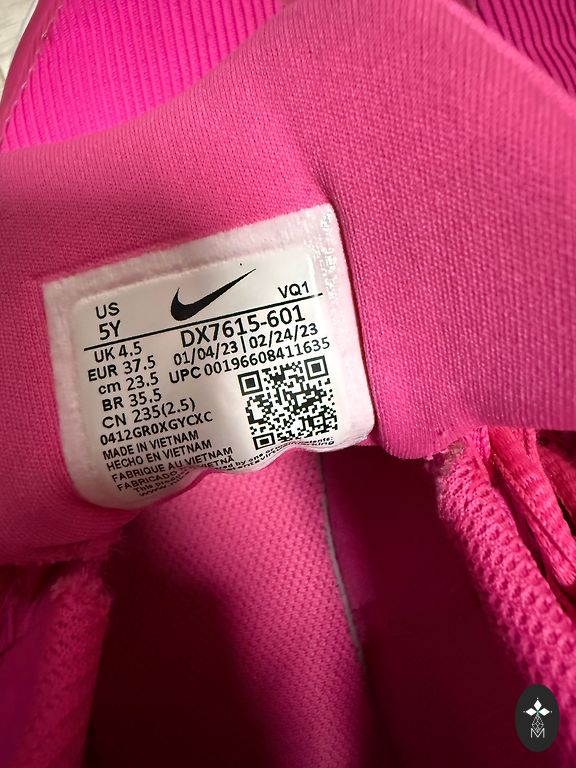 US
5Y
VQ1
UK 4.5
DX7615-601
EUR 37.5
01/04/23 | 02/24/23
cm 23.5
UPC 00196608411635
BR 35.5
CN 235(2.5)
0412GR0XGYCXC
MADE IN VIETNAM
HECHO EN VIETNAM
FABRIQUE AU VIETNAM
FABRICADO
M